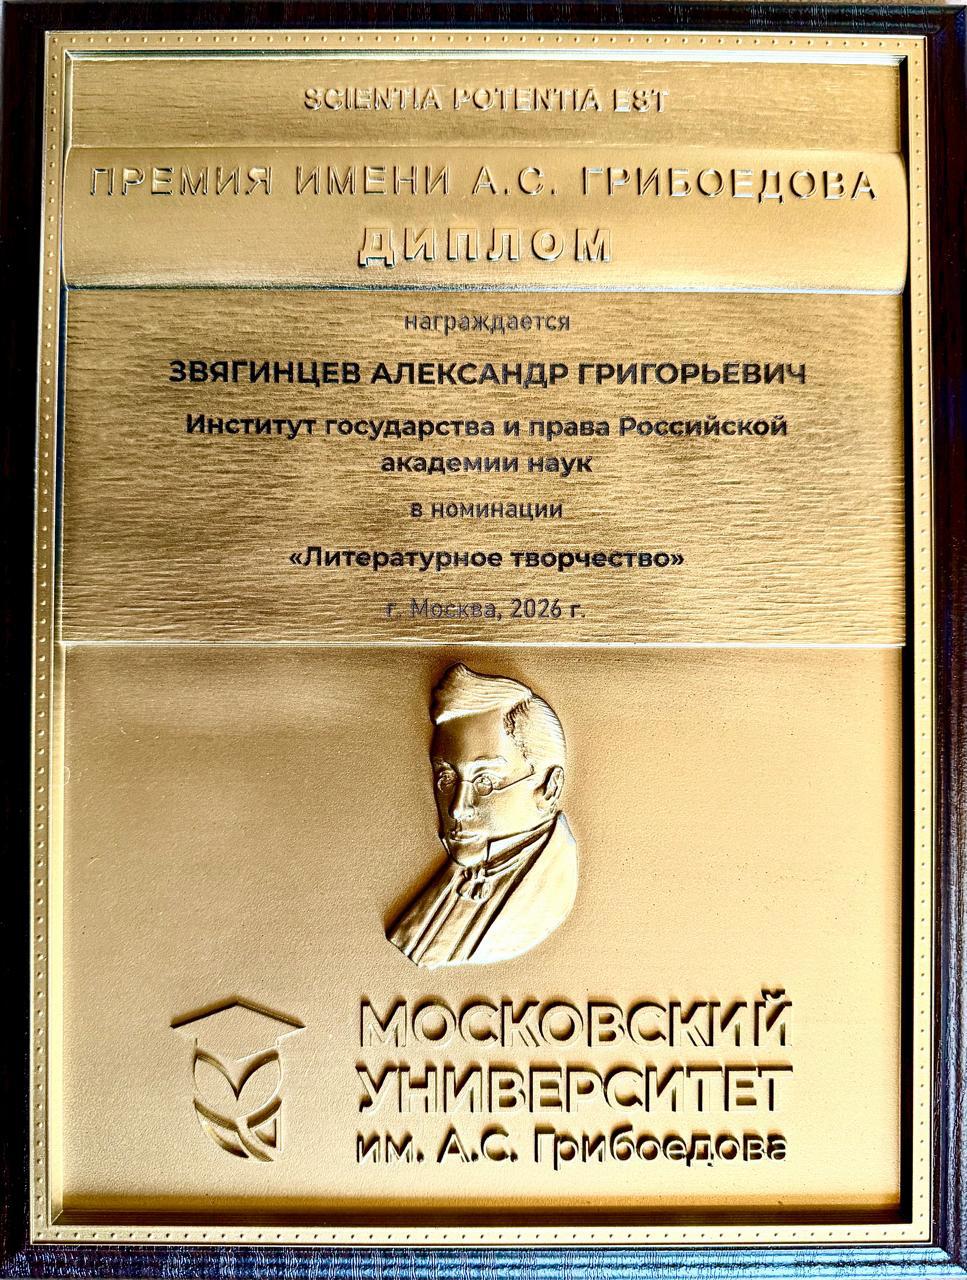 SCIENTIA POTENTIA EST
ПРЕМИЯ ИМЕНИ А.С. ГРИБОЕДОВА
ДИПЛОМ
награждается
ЗВЯГИНЦЕВ АЛЕКСАНДР ГРИГОРЬЕВИЧ
Институт государства и права Российской
академии наук
в номинации
«Литературное творчество»
г. Москва, 2026 г.
МОСКОВСКИЙ
УНИВЕРСИТЕТ
им. А.С. Грибоедова